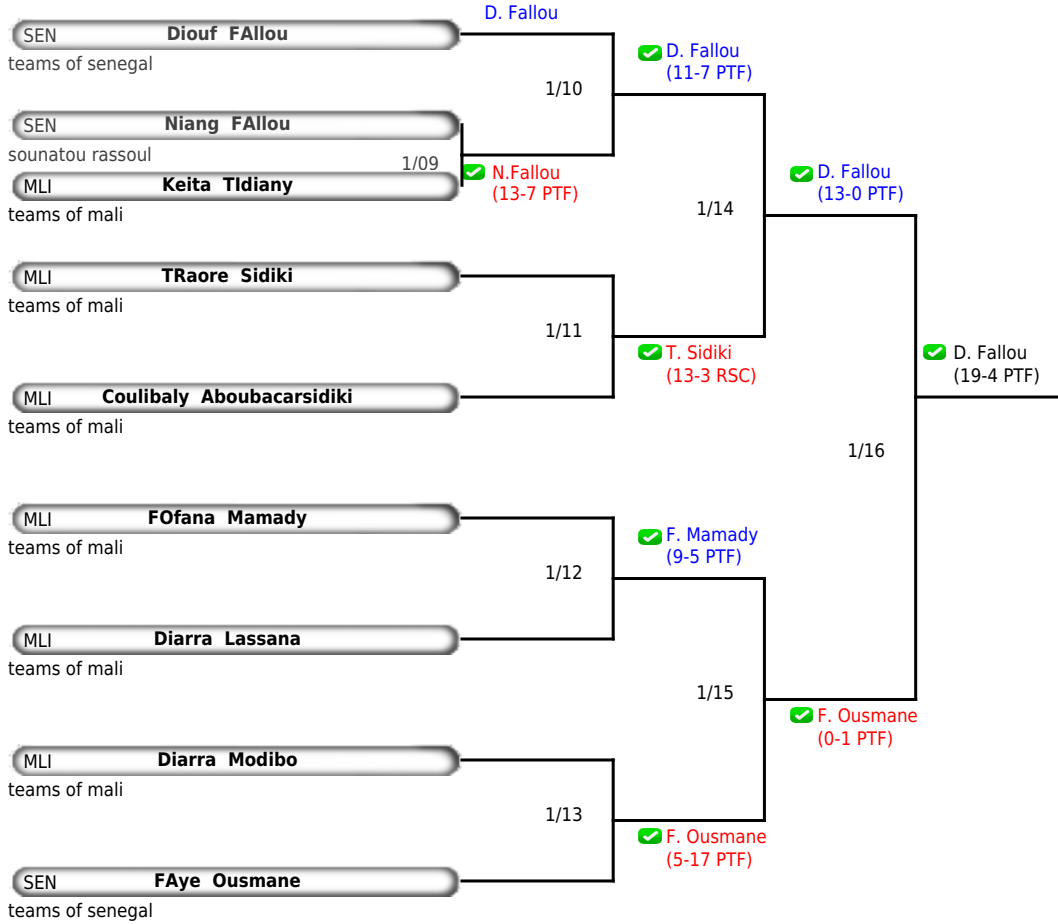 D. Fallou
SEN Diouf FAllou
teams of senegal
D. Fallou
(11-7 PTF)
1/10
SEN Niang FAllou
sounatou rassoul
1/09
N.Fallou
(13-7 PTF)
MLI Keita TIdiany
teams of mali
D. Fallou
(13-0 PTF)
1/14
MLI TRaore Sidiki
teams of mali
1/11
T. Sidiki
(13-3 RSC)
D. Fallou
(19-4 PTF)
MLI Coulibaly Aboubacarsidiki
teams of mali
1/16
MLI FOfana Mamady
teams of mali
F. Mamady
(9-5 PTF)
1/12
MLI Diarra Lassana
teams of mali
1/15
F. Ousmane
(0-1 PTF)
MLI Diarra Modibo
teams of mali
1/13
F. Ousmane
(5-17 PTF)
SEN FAye Ousmane
teams of senegal